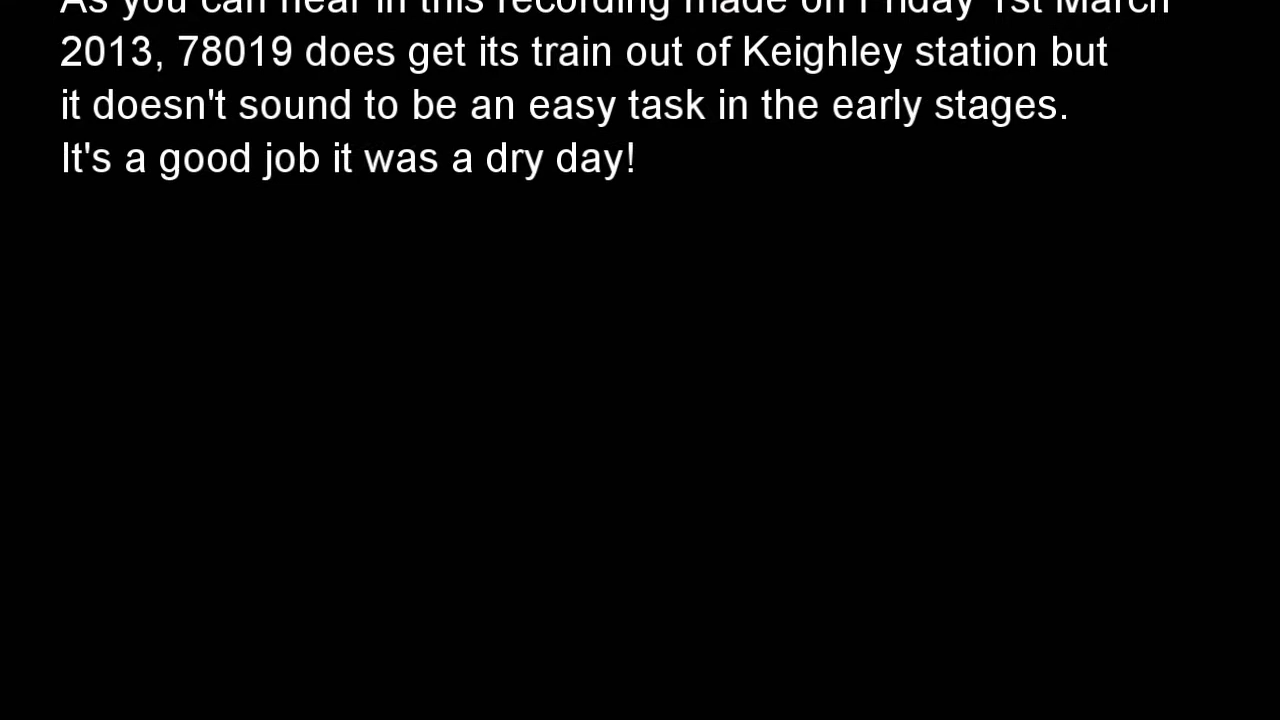 As you can hear in this recording made on Friday 1st March
2013, 78019 does get its train out of Keighley station but
it doesn't sound to be an easy task in the early stages.
It's a good job it was a dry day!